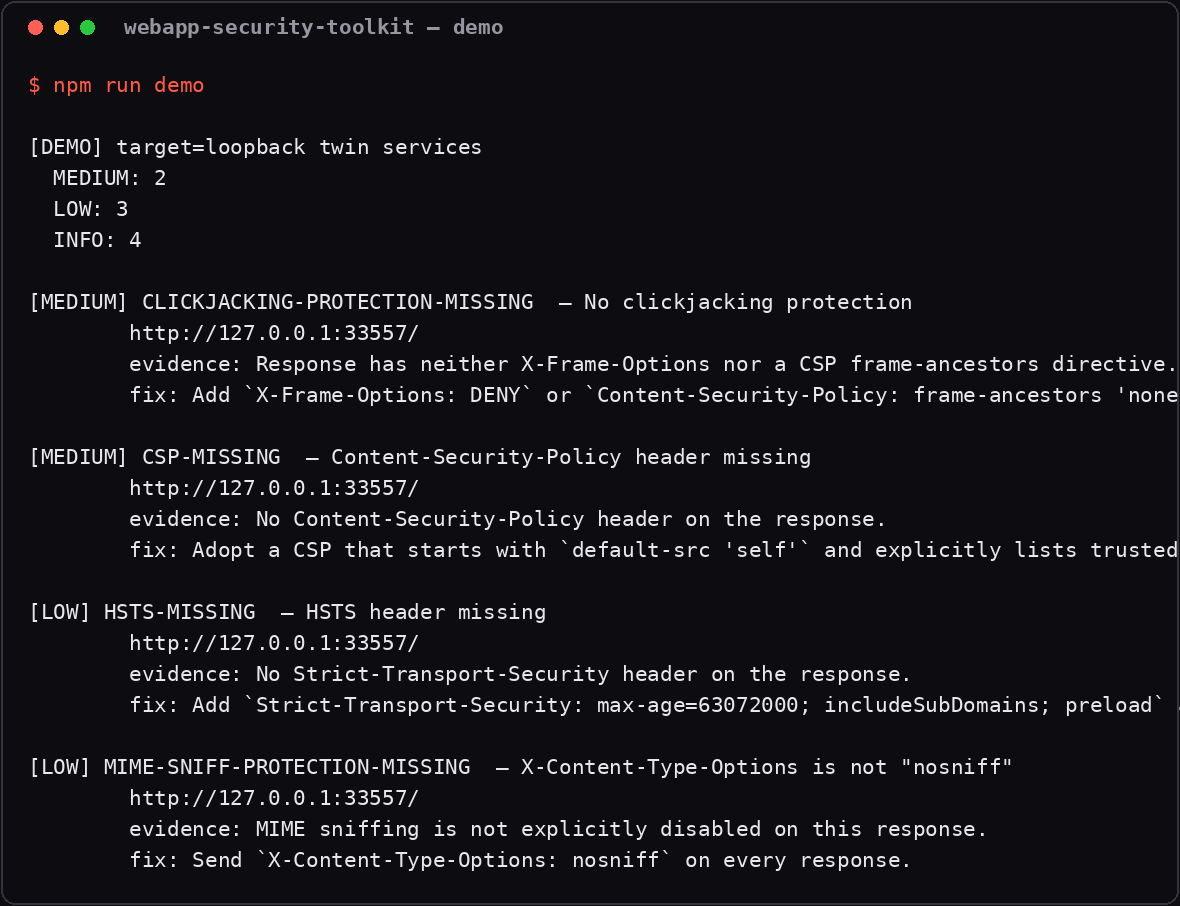 webapp-security-toolkit — demo
$ npm run demo
[DEMO] target=loopback twin services
MEDIUM: 2
LOW: 3
INFO: 4
[MEDIUM] CLICKJACKING-PROTECTION-MISSING  — No clickjacking protection
http://127.0.0.1:33557/
evidence: Response has neither X-Frame-Options nor a CSP frame-ancestors directive.
fix: Add `X-Frame-Options: DENY` or `Content-Security-Policy: frame-ancestors 'none
[MEDIUM] CSP-MISSING  — Content-Security-Policy header missing
http://127.0.0.1:33557/
evidence: No Content-Security-Policy header on the response.
fix: Adopt a CSP that starts with `default-src 'self'` and explicitly lists trusted
[LOW] HSTS-MISSING  — HSTS header missing
http://127.0.0.1:33557/
evidence: No Strict-Transport-Security header on the response.
fix: Add `Strict-Transport-Security: max-age=63072000; includeSubDomains; preload`
[LOW] MIME-SNIFF-PROTECTION-MISSING  — X-Content-Type-Options is not "nosniff"
http://127.0.0.1:33557/
evidence: MIME sniffing is not explicitly disabled on this response.
fix: Send `X-Content-Type-Options: nosniff` on every response.